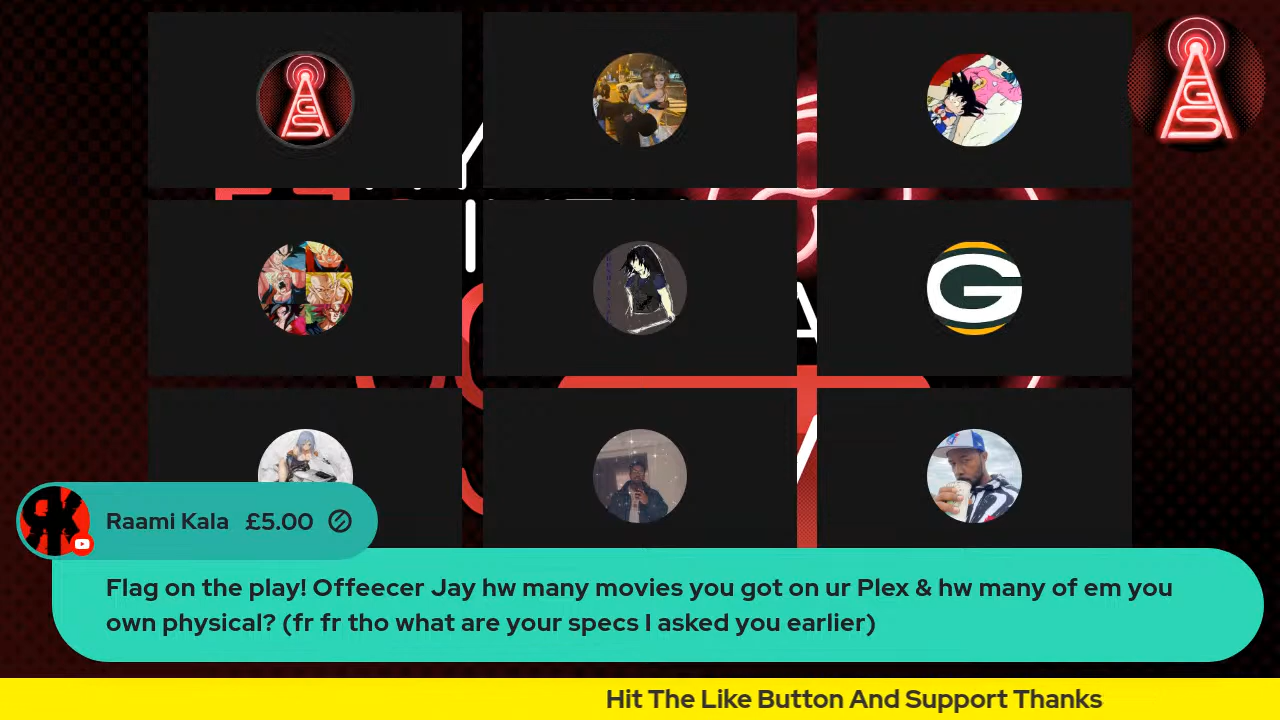 Raami Kala £5.00
Flag on the play! Offeecer Jay hw many movies you got on ur Plex & hw many of em you
own physical? (fr fr tho what are your specs I asked you earlier)
Hit The Like Button And Support Thanks